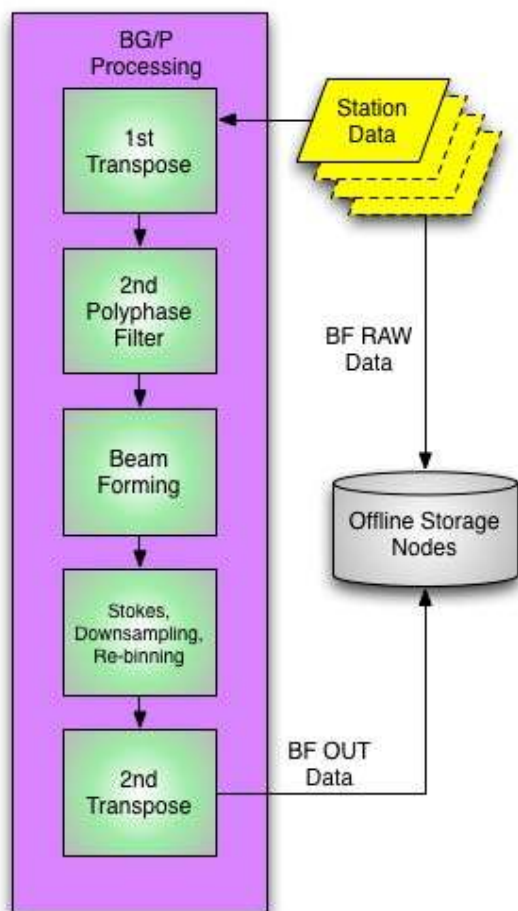 BG/P
Processing
1st
Transpose
2nd
Polyphase
Filter
Beam
Forming
Stokes,
Downsampling,
Re-binning
2nd
Transpose
Station
Data
BF RAW
Data
Offline Storage
Nodes
BF OUT
Data